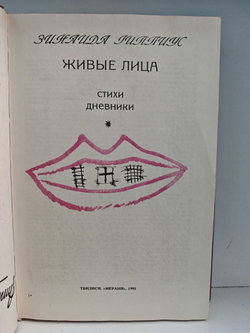 ЗИНАИДА ГИППИУС
ЖИВЫЕ ЛИЦА
СТИХИ
ДНЕВНИКИ
*
ТБИЛИСИ, «МЕРАНИ», 1991